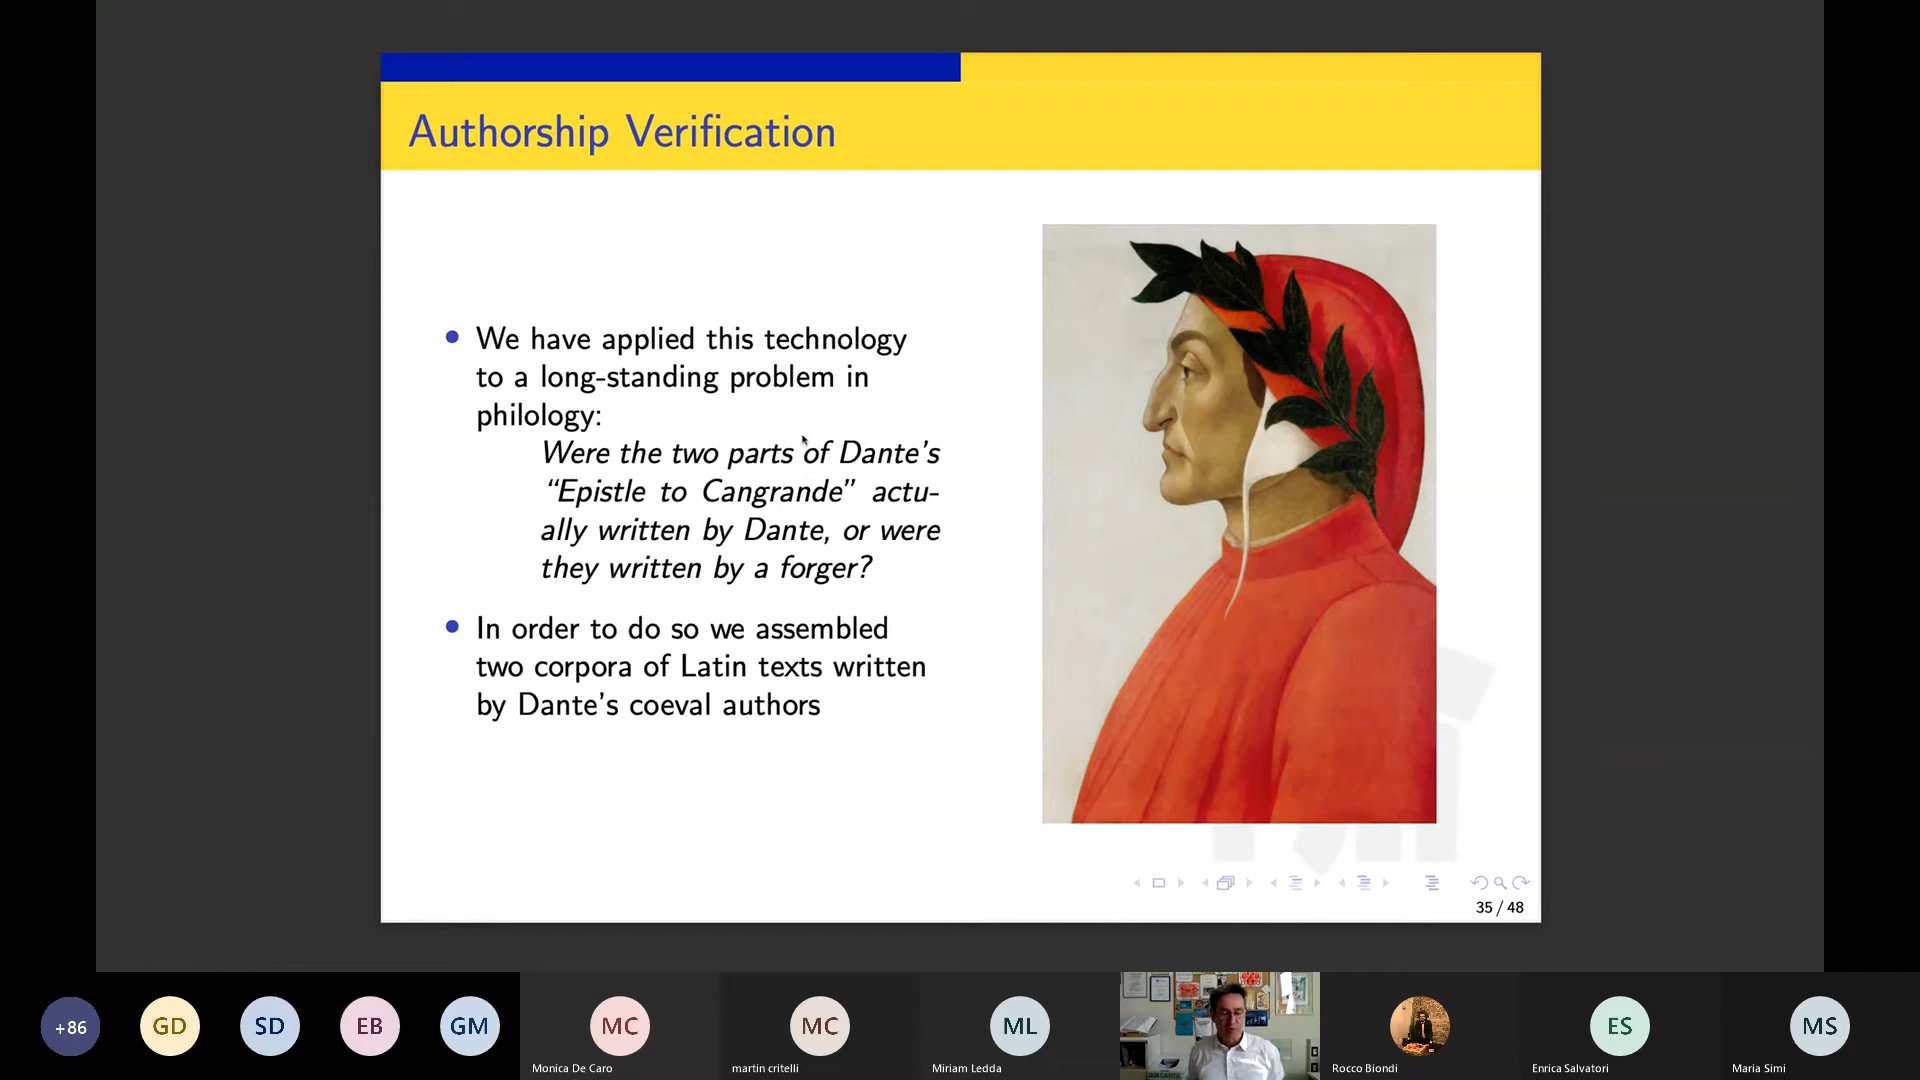 Authorship Verification
We have applied this technology
to a long-standing problem in
philology:
Were the two parts of Dante's
“Epistle to Cangrande” actu-
ally written by Dante, or were
they written by a forger?
In order to do so we assembled
two corpora of Latin texts written
by Dante's coeval authors
35 / 48
+86
GD
SD
EB
GM
MC
MC
ML
ES
MS
Monica De Caro
martin critelli
Miriam Ledda
Rocco Biondi
Enrica Salvatori
Maria Simi